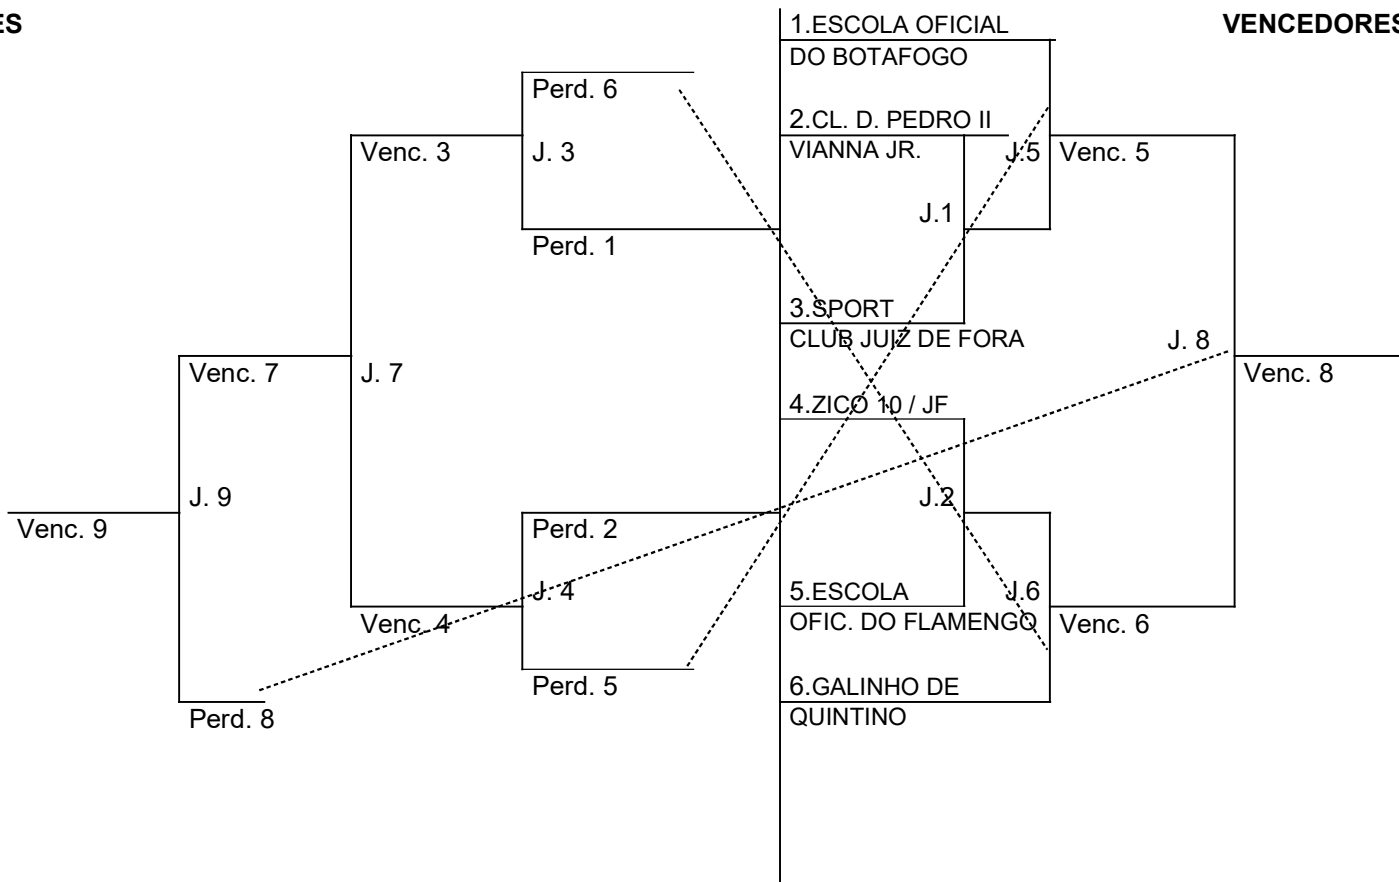 ES
VENCEDORES
1.ESCOLA OFICIAL
DO BOTAFOGO
Perd. 6
2.CL. D. PEDRO II
VIANNA JR.
Venc. 3
J. 3
J.5
Venc. 5
J.1
Perd. 1
3.SPORT
CLUB JUIZ DE FORA
J. 8
Venc. 7
J. 7
Venc. 8
4.ZICO 10 / JF
J. 9
J.2
Venc. 9
Perd. 2
J. 4
5.ESCOLA
OFIC. DO FLAMENGO
J.6
Venc. 4
Venc. 6
Perd. 5
6.GALINHO DE
QUINTINO
Perd. 8